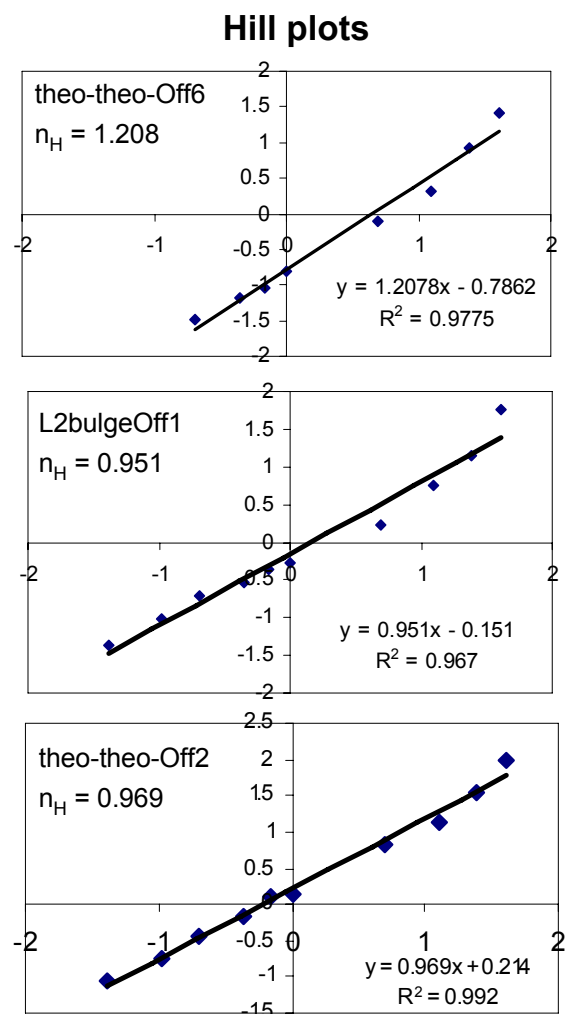 Hill plots
theo-theo-Off6
nH = 1.208
2
1.5
1
0.5
0
-0.5
-1
-1.5
-2
-2 -1 0 1 2
y = 1.2078x - 0.7862
R2 = 0.9775
L2bulgeOff1
nH = 0.951
2
1.5
1
0.5
0
-0.5
-1
-1.5
-2
-2 -1 0 1 2
y = 0.951x - 0.151
R2 = 0.967
theo-theo-Off2
nH = 0.969
2.5
2
1.5
1
0.5
0
-0.5
-1
-1.5
-2 -1 0 1 2
y = 0.969x + 0.214
R2 = 0.992